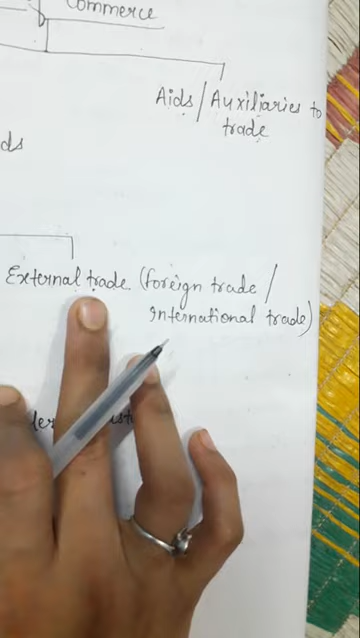 Commerce
Aids / Auxiliaries to
trade
ds
External trade (foreign trade /
International trade)